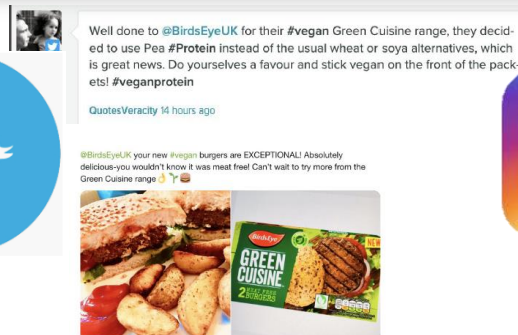 Well done to @BirdsEyeUK for their #vegan Green Cuisine range, they decid-
ed to use Pea #Protein instead of the usual wheat or soya alternatives, which
is great news. Do yourselves a favour and stick vegan on the front of the pack-
ets! #veganprotein
QuotesVeracity 14 hours ago
@BirdsEyeUK your new #vegan burgers are EXCEPTIONAL! Absolutely
delicious-you wouldn't know it was meat free! Can't wait to try more from the
Green Cuisine range👌🌱🍔
BirdsEye
NEW
GREEN
CUISINE
2 MEAT FREE
BURGERS